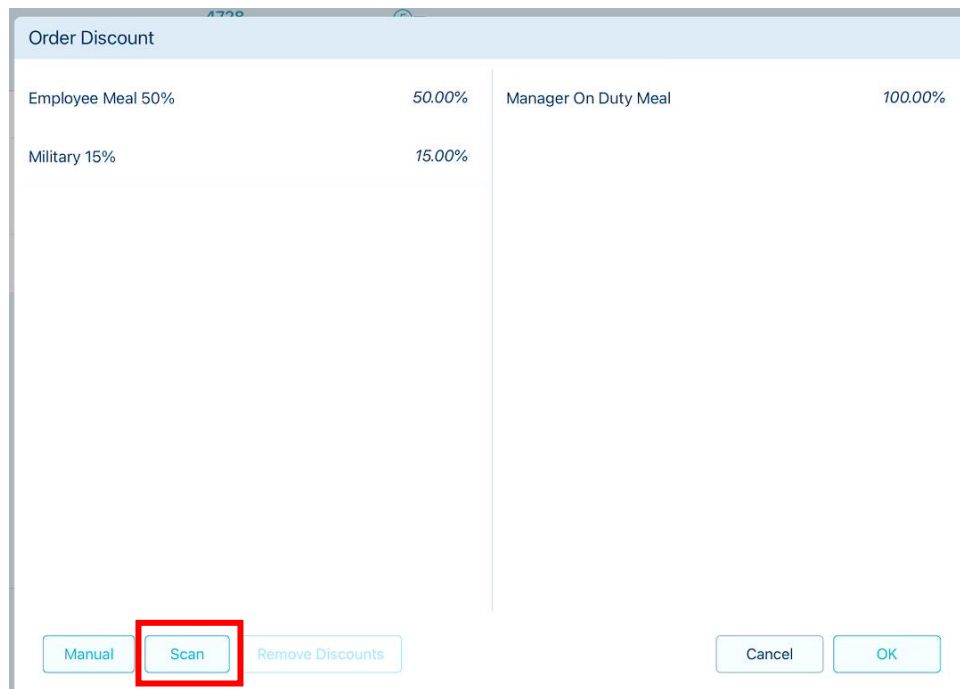 4728
Order Discount
Employee Meal 50% 50.00% Manager On Duty Meal 100.00%
Military 15% 15.00%
Manual Scan Remove Discounts Cancel OK